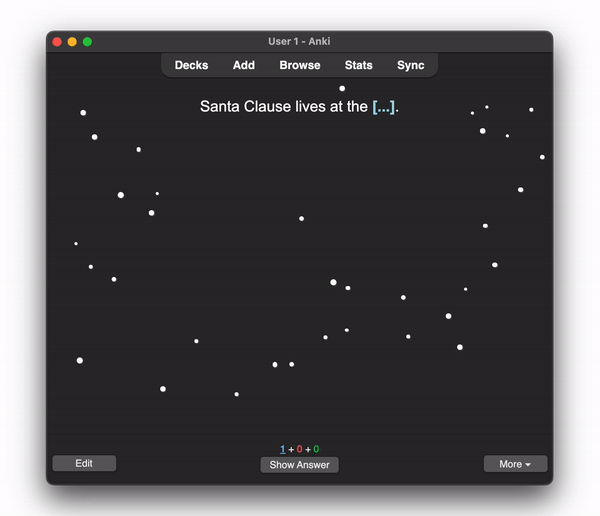 User 1 - Anki
Decks Add Browse Stats Sync
Santa Clause lives at the [...].
1 + 0 + 0
Edit Show Answer More